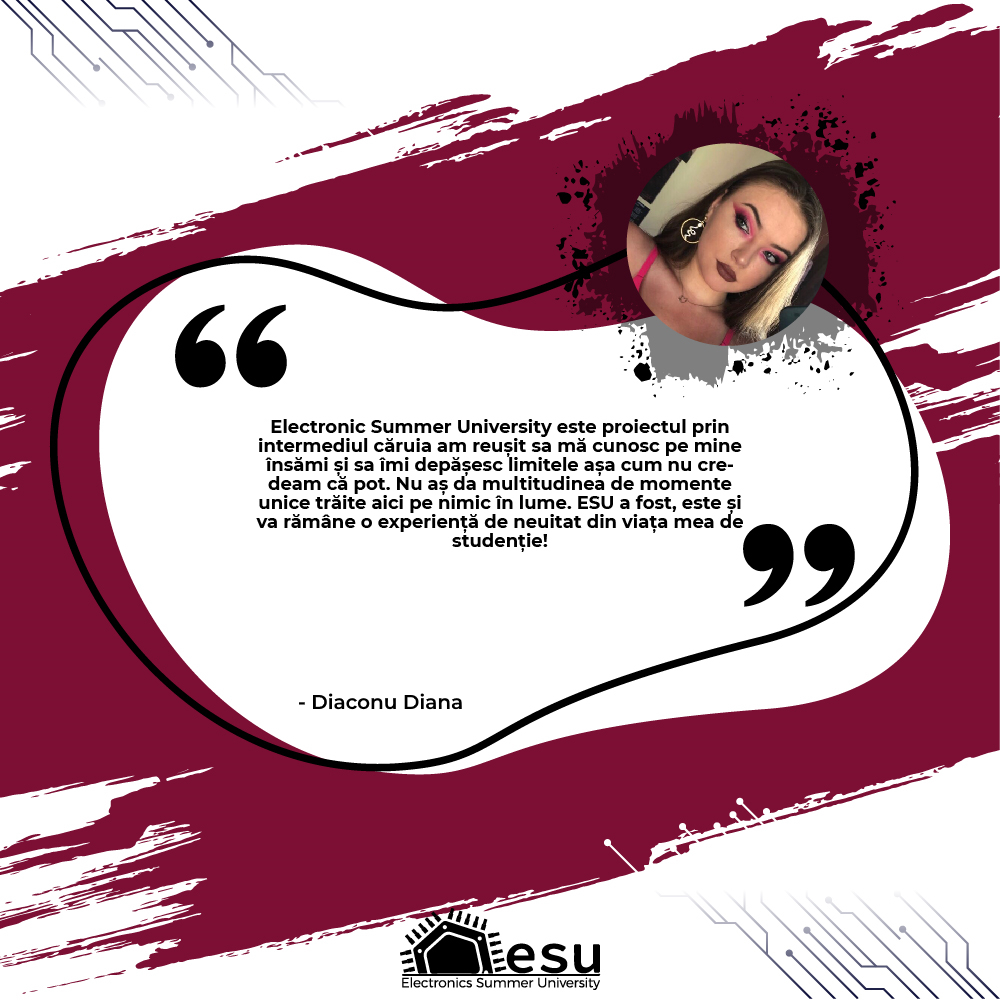 Electronic Summer University este proiectul prin
intermediul căruia am reușit sa mă cunosc pe mine
însămi și sa îmi depășesc limitele așa cum nu cre-
deam că pot. Nu aș da multitudinea de momente
unice trăite aici pe nimic în lume. ESU a fost, este și
va rămâne o experiență de neuitat din viața mea de
studenție!
- Diaconu Diana
esu
Electronics Summer University